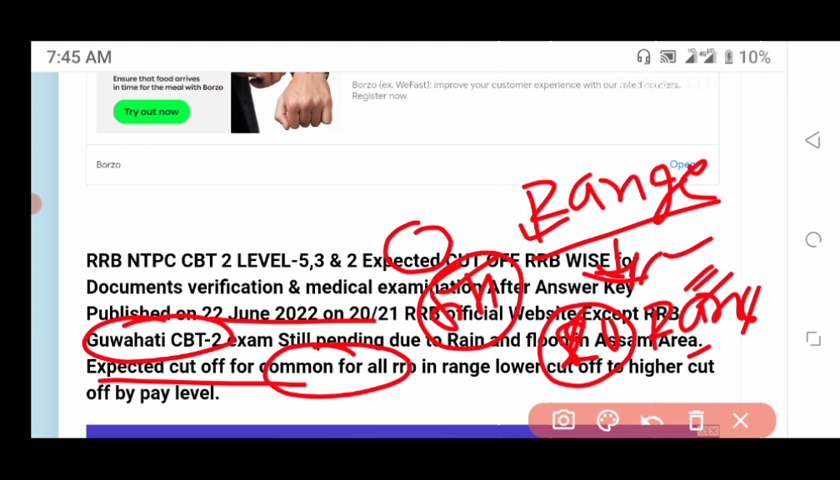 7:45 AM
10%
Ensure that food arrives
in time for the meal with Borzo
Try out now
Borzo (ex. WeFast): improve your customer experience with our rated couriers.
Register now
Borzo
Open
Range
RRB NTPC CBT 2 LEVEL-5,3 & 2 Expected CUT OFF RRB WISE for
Documents verification & medical examination After Answer Key
Published on 22 June 2022 on 20/21 RRB official Website Except RRB
Guwahati CBT-2 exam Still pending due to Rain and flood in Assam Area.
Expected cut off for common for all rrb in range lower cut off to higher cut
off by pay level.